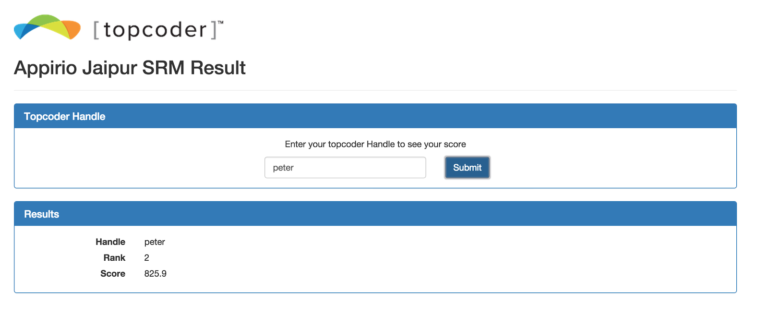 [topcoder]™
Appirio Jaipur SRM Result
Topcoder Handle
Enter your topcoder Handle to see your score
peter Submit
Results
Handle peter
Rank 2
Score 825.9